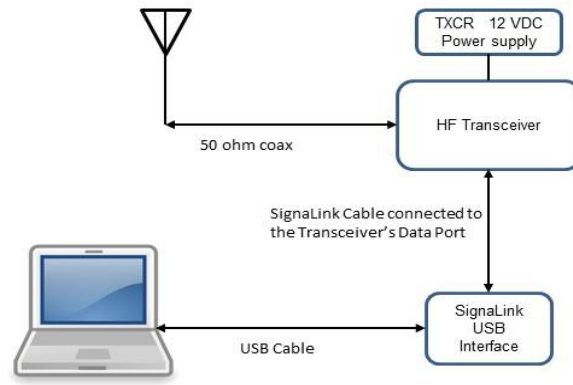 TXCR 12 VDC
Power supply
HF Transceiver
50 ohm coax
SignaLink Cable connected to
the Transceiver's Data Port
SignaLink
USB
Interface
USB Cable